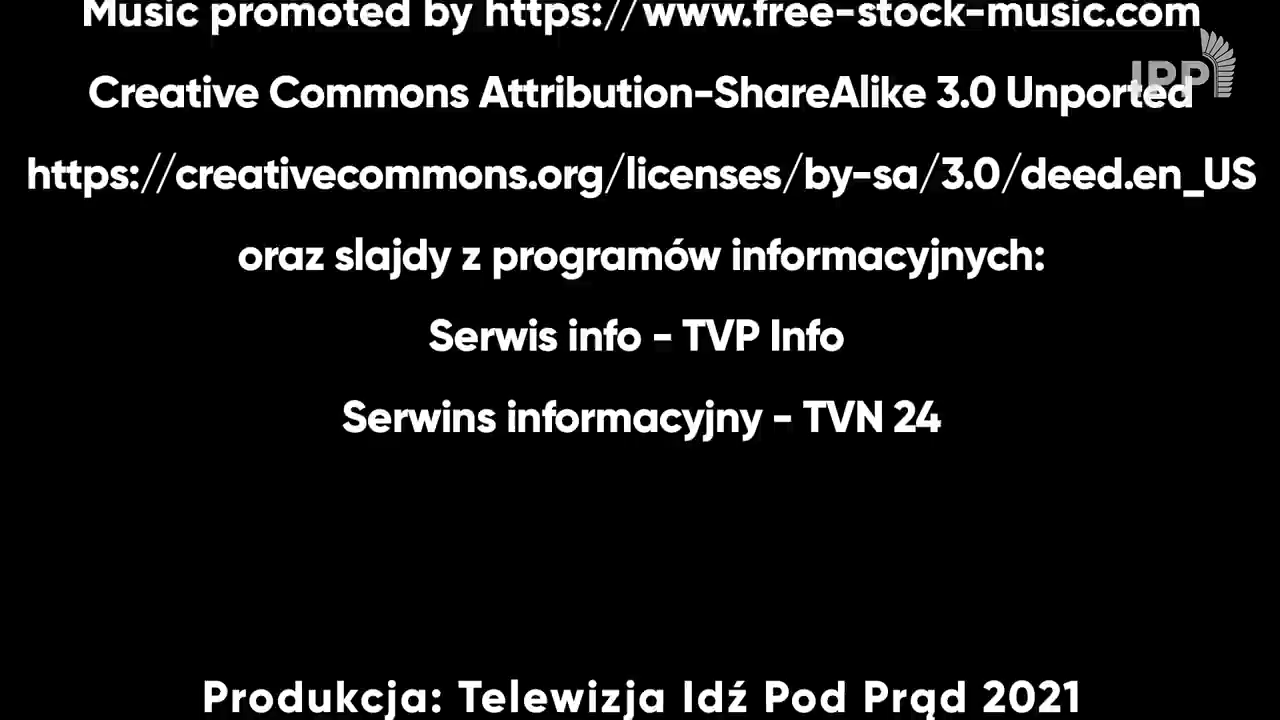 Music promoted by https://www.free-stock-music.com
IPP
Creative Commons Attribution-ShareAlike 3.0 Unported
https://creativecommons.org/licenses/by-sa/3.0/deed.en_US
oraz slajdy z programów informacyjnych:
Serwis info - TVP Info
Serwins informacyjny - TVN 24
Produkcja: Telewizja Idź Pod Prąd 2021